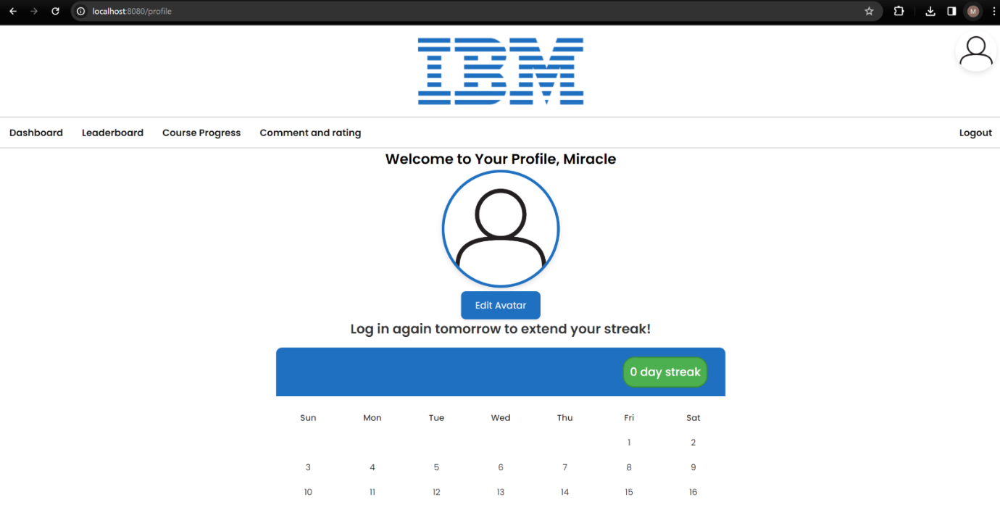 localhost:8080/profile
M
IBM
Dashboard Leaderboard Course Progress Comment and rating Logout
Welcome to Your Profile, Miracle
Edit Avatar
Log in again tomorrow to extend your streak!
0 day streak
Sun Mon Tue Wed Thu Fri Sat
1 2
3 4 5 6 7 8 9
10 11 12 13 14 15 16